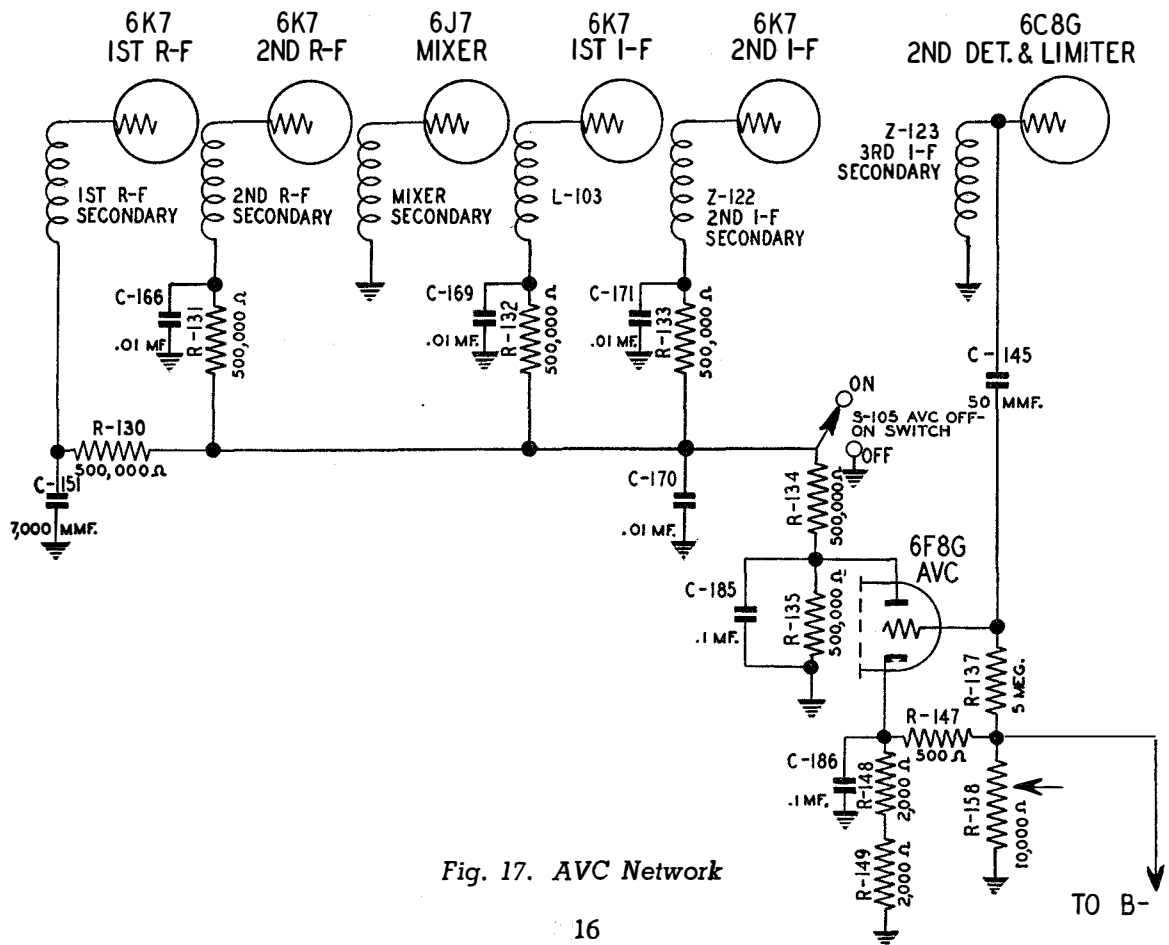 6K7
1ST R-F
6K7
2ND R-F
6J7
MIXER
6K7
1ST I-F
6K7
2ND I-F
6C8G
2ND DET. & LIMITER
1ST R-F
SECONDARY
2ND R-F
SECONDARY
MIXER
SECONDARY
L-103
Z-122
2ND I-F
SECONDARY
Z-123
3RD I-F
SECONDARY
C-166
.01 MF
R-131
500,000 Ω
C-169
.01 MF.
R-132
500,000 Ω
C-171
.01 MF.
R-133
500,000 Ω
C-145
50 MMF.
ON
S-105 AVC OFF-
ON SWITCH
OFF
R-130
500,000 Ω
C-151
7,000 MMF.
C-170
.01 MF.
R-134
500,000 Ω
6F8G
AVC
C-185
.1 MF.
R-135
500,000 Ω
R-137
5 MEG.
R-147
500 Ω
C-186
.1 MF.
R-148
2,000 Ω
R-158
10,000 Ω
R-149
2,000 Ω
TO B-
Fig. 17. AVC Network
16